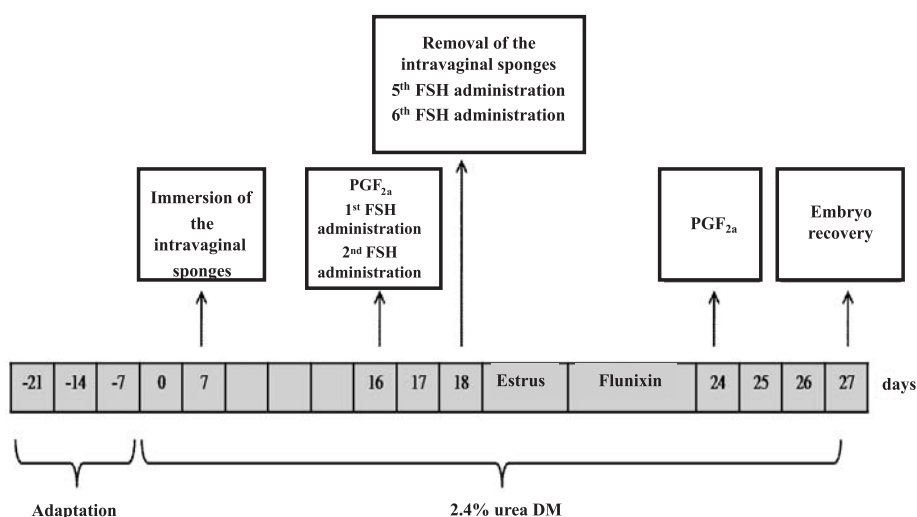 Removal of the
intravaginal sponges
5th FSH administration
6th FSH administration
Immersion of
the
intravaginal
sponges
PGF2a
1st FSH
administration
2nd FSH
administration
PGF2a
Embryo
recovery
-21 -14 -7 0 7 16 17 18 Estrus Flunixin 24 25 26 27 days
Adaptation 2.4% urea DM